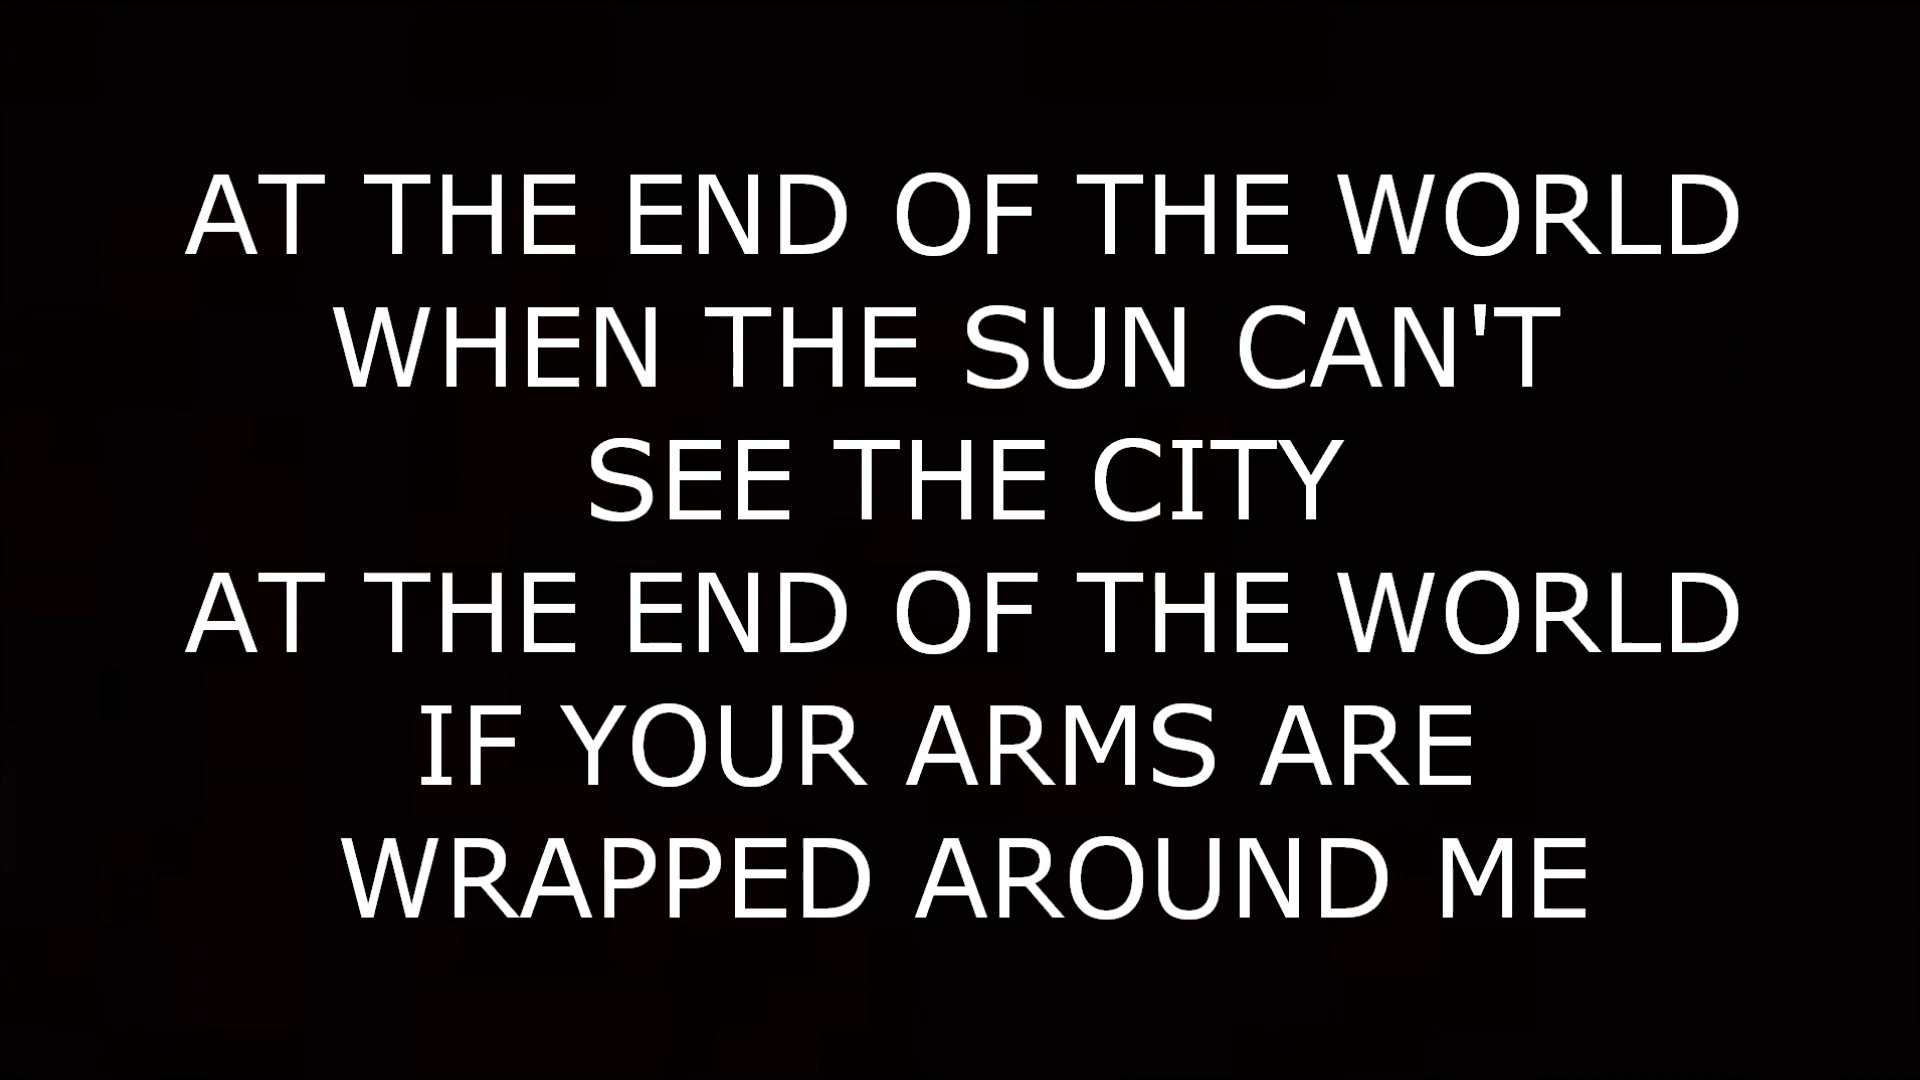 AT THE END OF THE WORLD
WHEN THE SUN CAN'T
SEE THE CITY
AT THE END OF THE WORLD
IF YOUR ARMS ARE
WRAPPED AROUND ME